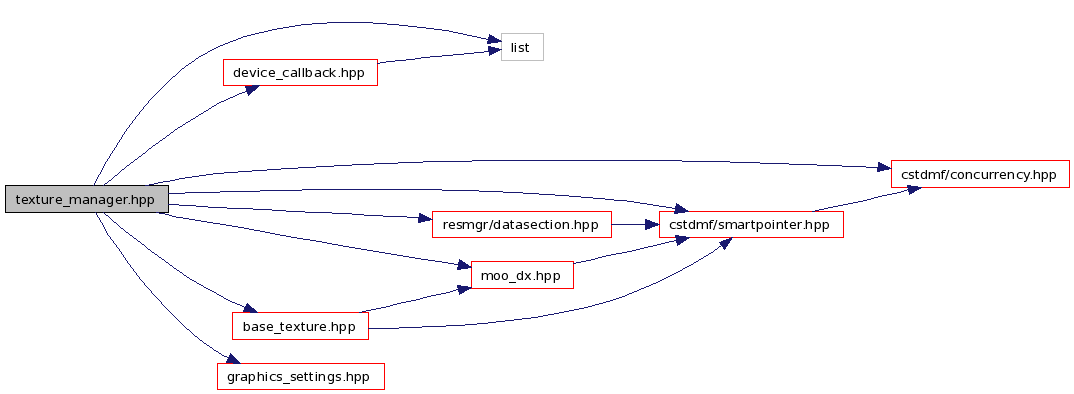 list
device_callback.hpp
cstdmf/concurrency.hpp
texture_manager.hpp
resmgr/datasection.hpp
cstdmf/smartpointer.hpp
moo_dx.hpp
base_texture.hpp
graphics_settings.hpp